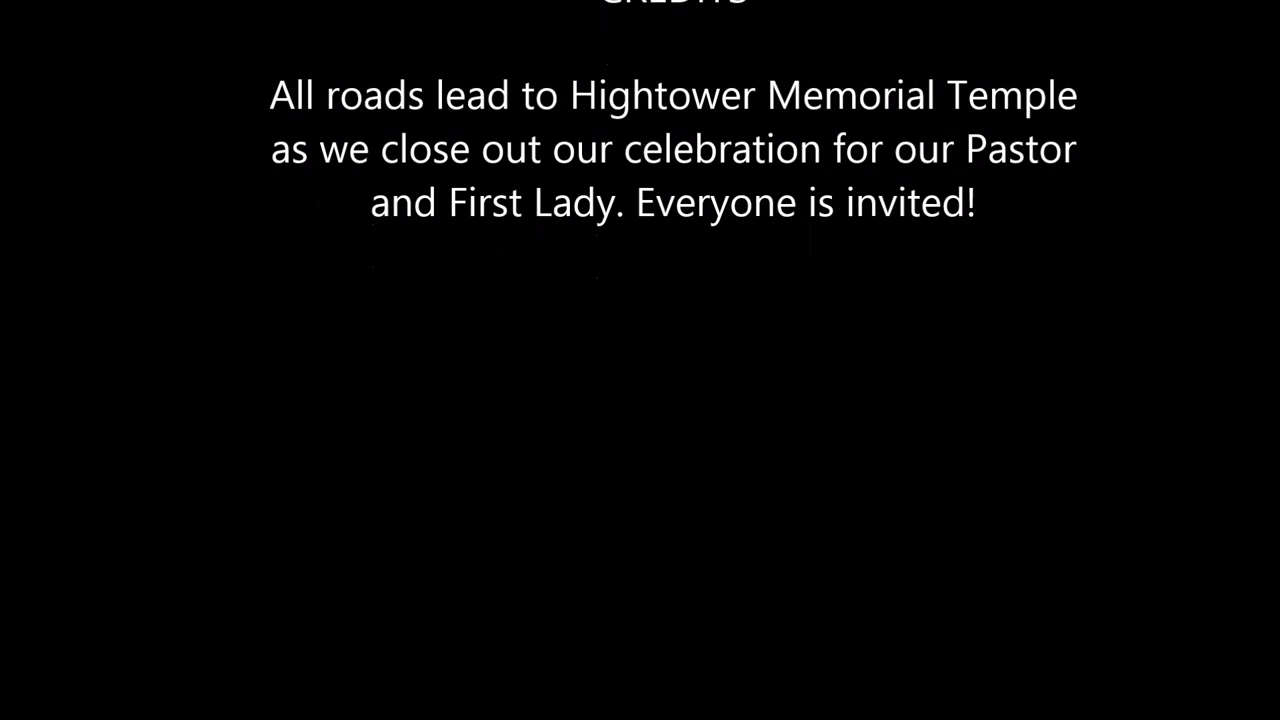 CREDITS
All roads lead to Hightower Memorial Temple
as we close out our celebration for our Pastor
and First Lady. Everyone is invited!